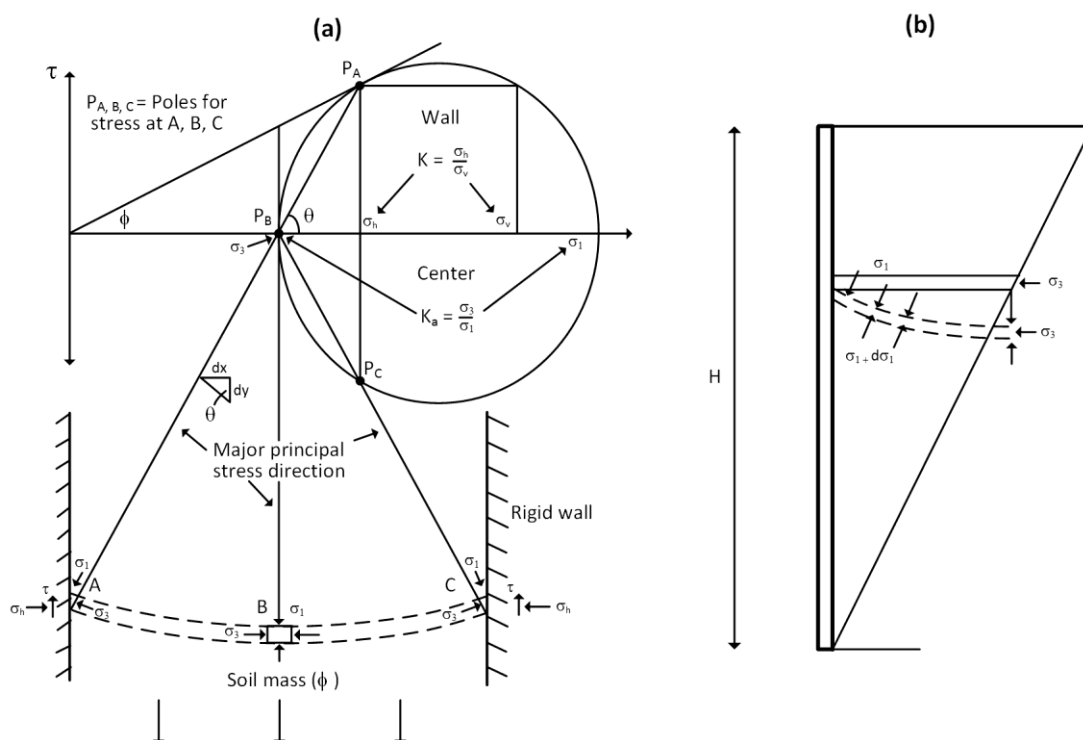 (a)
(b)
τ
P_A
P_{A, B, C} = Poles for
stress at A, B, C
Wall
K = σ_h/σ_v
ϕ
P_B
θ
σ_h
σ_v
σ_3
σ_1
Center
K_a = σ_3/σ_1
P_C
dx
dy
θ
Major principal
stress direction
Rigid wall
σ_1
A
τ
σ_h
σ_3
B
σ_1
σ_3
C
σ_1
σ_3
τ
σ_h
Soil mass (ϕ )
H
σ_1
σ_3
σ_3
σ_1 + dσ_1